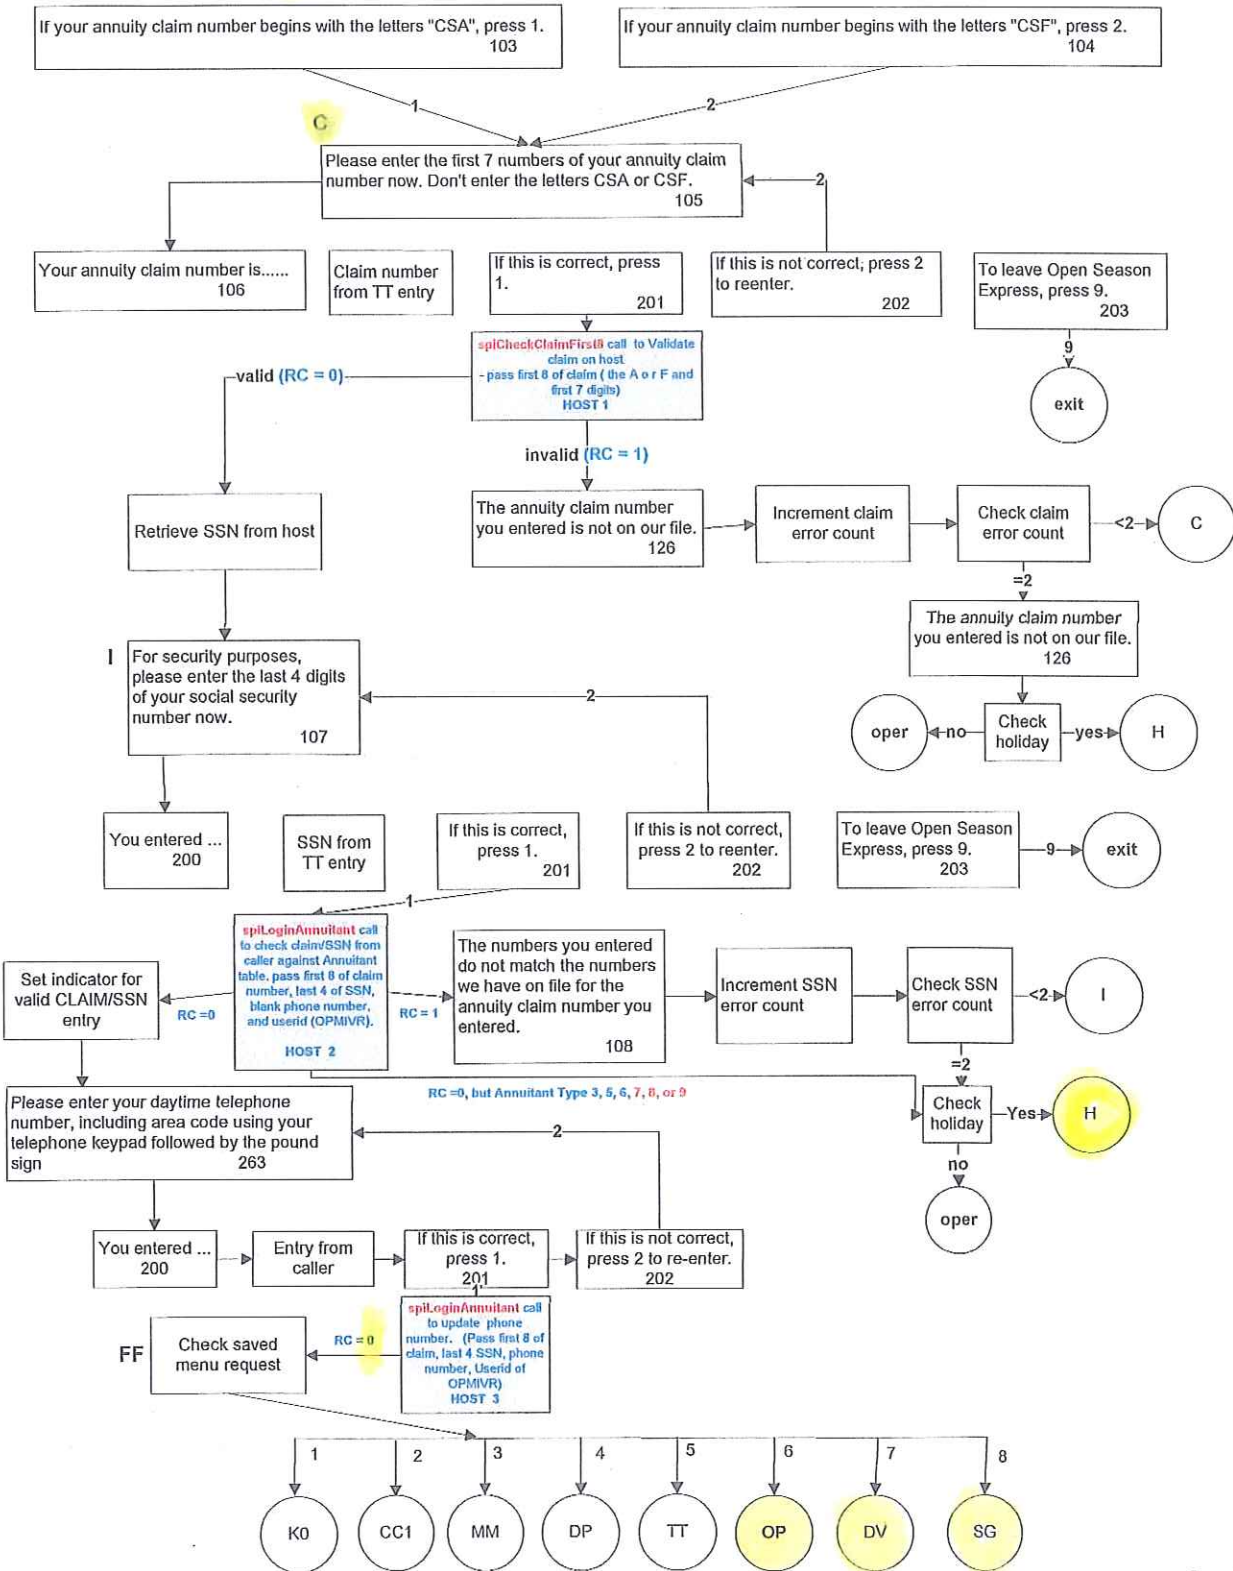 If your annuity claim number begins with the letters "CSA", press 1.
103
If your annuity claim number begins with the letters "CSF", press 2.
104
1
2
C
Please enter the first 7 numbers of your annuity claim
number now. Don't enter the letters CSA or CSF.
105
2
Your annuity claim number is......
106
Claim number
from TT entry
If this is correct, press
1.
201
If this is not correct, press 2
to reenter.
202
To leave Open Season
Express, press 9.
203
9
exit
spiCheckClaimFirst8 call to Validate
claim on host
- pass first 8 of claim ( the A o r F and
first 7 digits)
HOST 1
valid (RC = 0)
invalid (RC = 1)
Retrieve SSN from host
The annuity claim number
you entered is not on our file.
126
Increment claim
error count
Check claim
error count
<2
C
=2
The annuity claim number
you entered is not on our file.
126
oper
no
Check
holiday
yes
H
I
For security purposes,
please enter the last 4 digits
of your social security
number now.
107
2
You entered ...
200
SSN from
TT entry
If this is correct,
press 1.
201
If this is not correct,
press 2 to reenter.
202
To leave Open Season
Express, press 9.
203
9
exit
1
spiLoginAnnuitant call
to check claim/SSN from
caller against Annuitant
table. pass first 8 of claim
number, last 4 of SSN,
blank phone number,
and userid (OPMIVR).
HOST 2
Set indicator for
valid CLAIM/SSN
entry
RC =0
RC = 1
The numbers you entered
do not match the numbers
we have on file for the
annuity claim number you
entered.
108
Increment SSN
error count
Check SSN
error count
<2
I
=2
RC =0, but Annuitant Type 3, 5, 6, 7, 8, or 9
Check
holiday
Yes
H
no
oper
Please enter your daytime telephone
number, including area code using your
telephone keypad followed by the pound
sign
263
2
You entered ...
200
Entry from
caller
If this is correct,
press 1.
201
If this is not correct,
press 2 to re-enter.
202
1
spiLoginAnnuitant call
to update phone
number. (Pass first 8 of
claim, last 4 SSN, phone
number, Userid of
OPMIVR)
HOST 3
RC = 0
FF
Check saved
menu request
1
2
3
4
5
6
7
8
K0
CC1
MM
DP
TT
OP
DV
SG